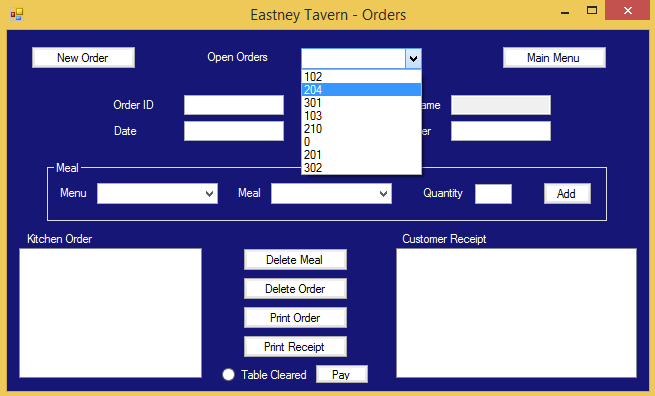 Eastney Tavern - Orders
New Order
Open Orders
Main Menu
102
204
301
103
210
0
201
302
Order ID
Date
Meal
Menu
Meal
Quantity
Add
Kitchen Order
Customer Receipt
Delete Meal
Delete Order
Print Order
Print Receipt
Table Cleared
Pay